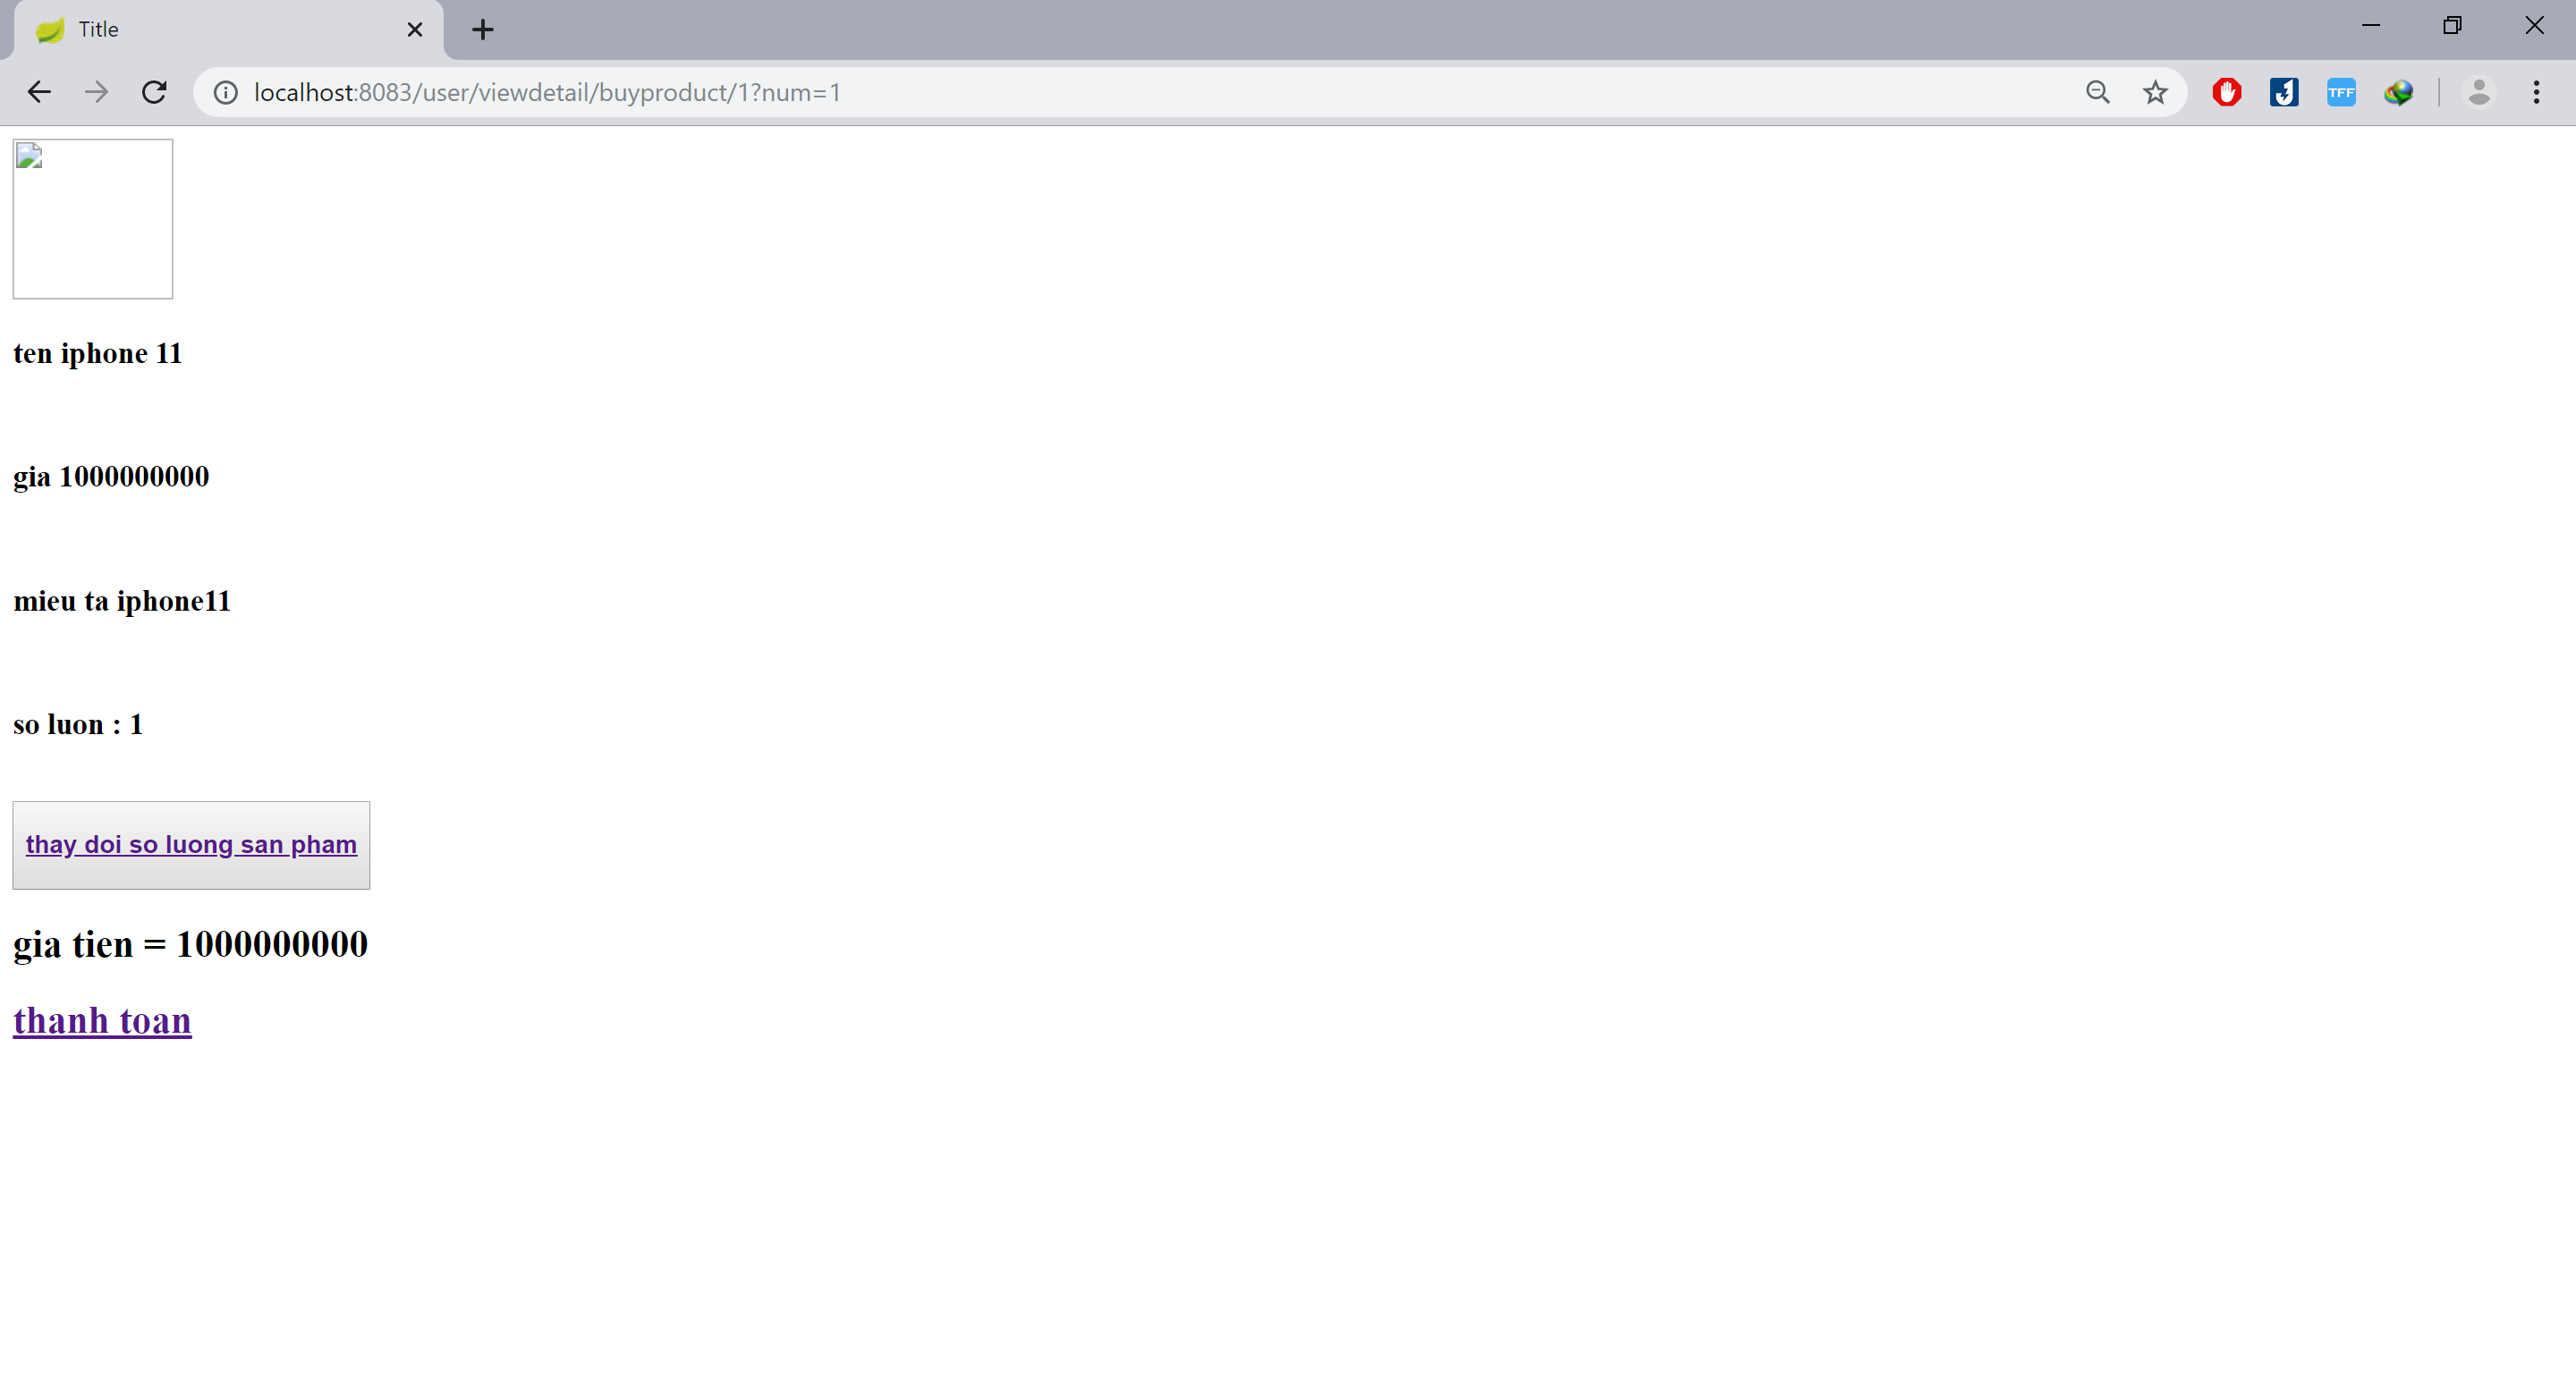 Title
localhost:8083/user/viewdetail/buyproduct/1?num=1
TFF
ten iphone 11
gia 1000000000
mieu ta iphone11
so luon : 1
thay doi so luong san pham
gia tien = 1000000000
thanh toan